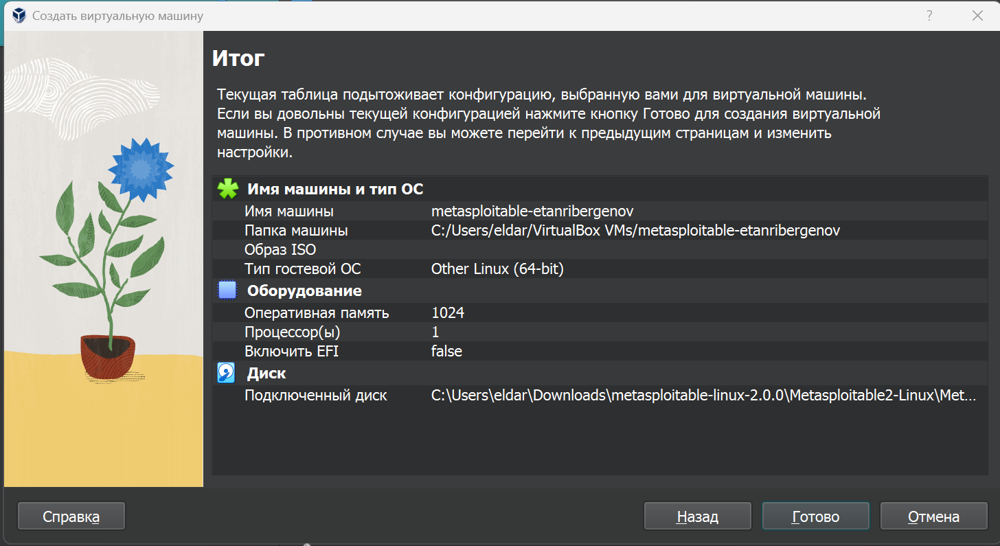 Создать виртуальную машину
?
Итог
Текущая таблица подытоживает конфигурацию, выбранную вами для виртуальной машины.
Если вы довольны текущей конфигурацией нажмите кнопку Готово для создания виртуальной
машины. В противном случае вы можете перейти к предыдущим страницам и изменить
настройки.
Имя машины и тип ОС
Имя машины metasploitable-etanribergenov
Папка машины C:/Users/eldar/VirtualBox VMs/metasploitable-etanribergenov
Образ ISO
Тип гостевой ОС Other Linux (64-bit)
Оборудование
Оперативная память 1024
Процессор(ы) 1
Включить EFI false
Диск
Подключенный диск C:\Users\eldar\Downloads\metasploitable-linux-2.0.0\Metasploitable2-Linux\Met...
Справка Назад Готово Отмена